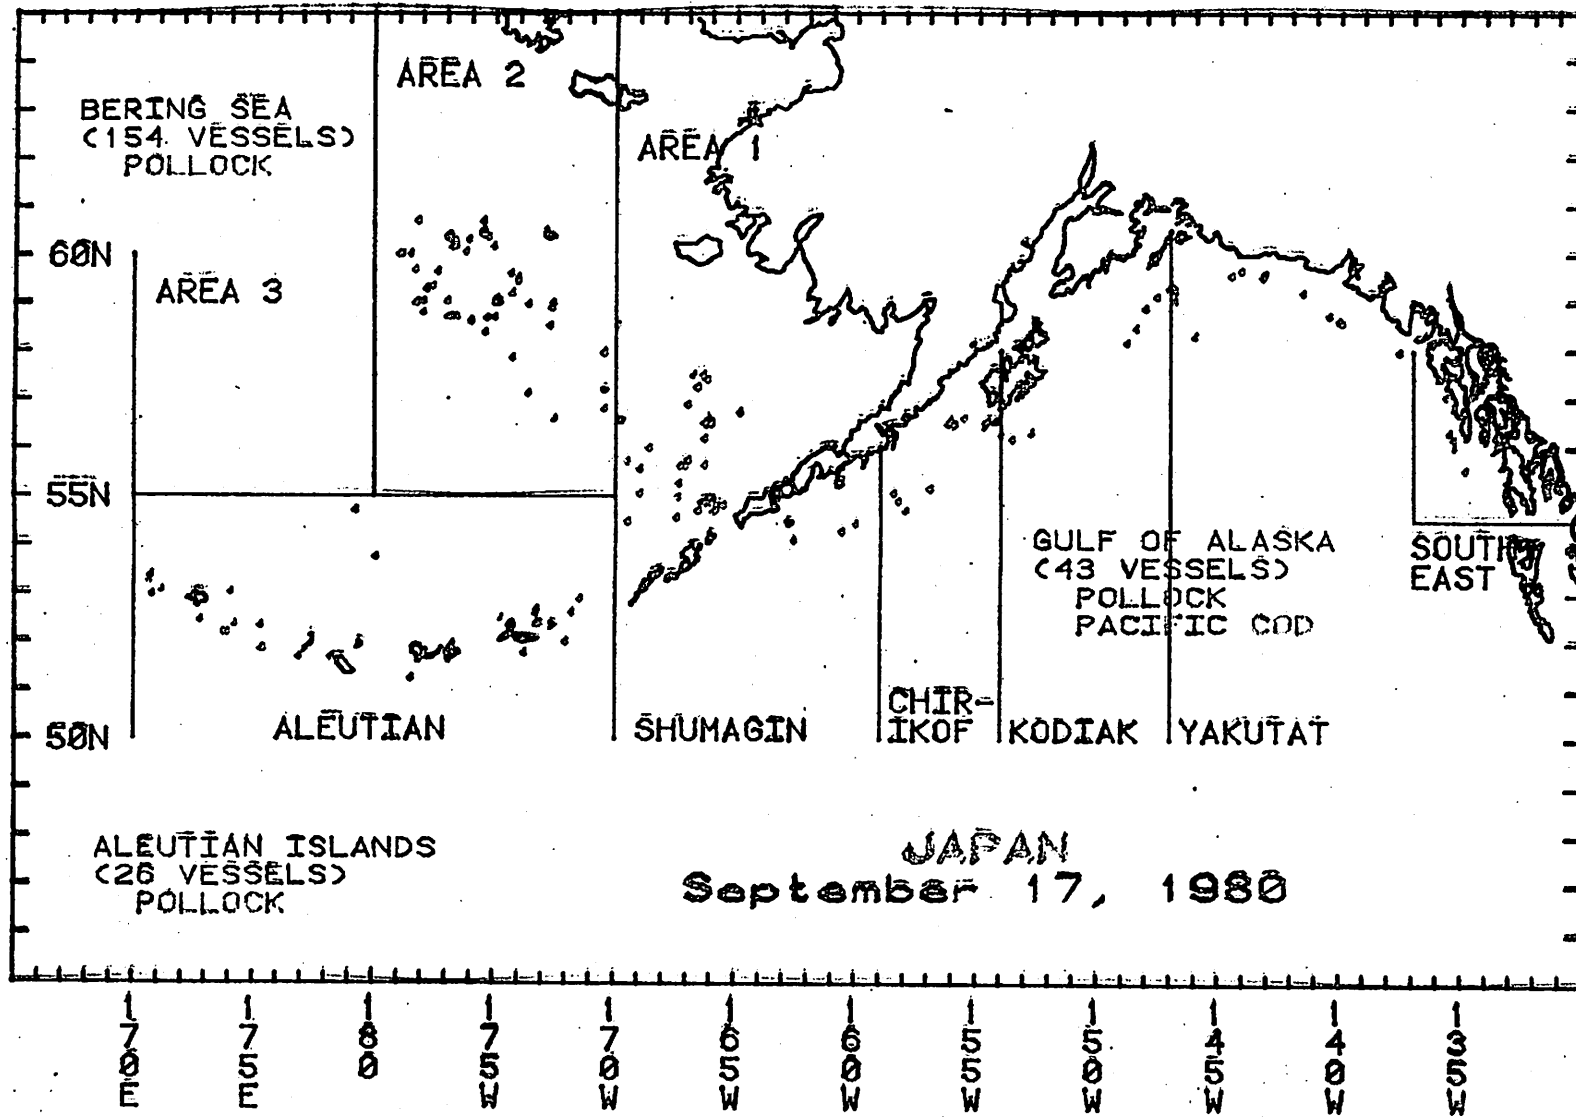 AREA 2
BERING SEA
(154 VESSELS)
POLLOCK
AREA 1
60N
AREA 3
55N
GULF OF ALASKA
(43 VESSELS)
POLLOCK
PACIFIC COD
SOUTH
EAST
50N
ALEUTIAN
SHUMAGIN
CHIR-
IKOF
KODIAK
YAKUTAT
ALEUTIAN ISLANDS
(26 VESSELS)
POLLOCK
JAPAN
September 17, 1980
170E
175E
180
175W
170W
165W
160W
155W
150W
145W
140W
135W